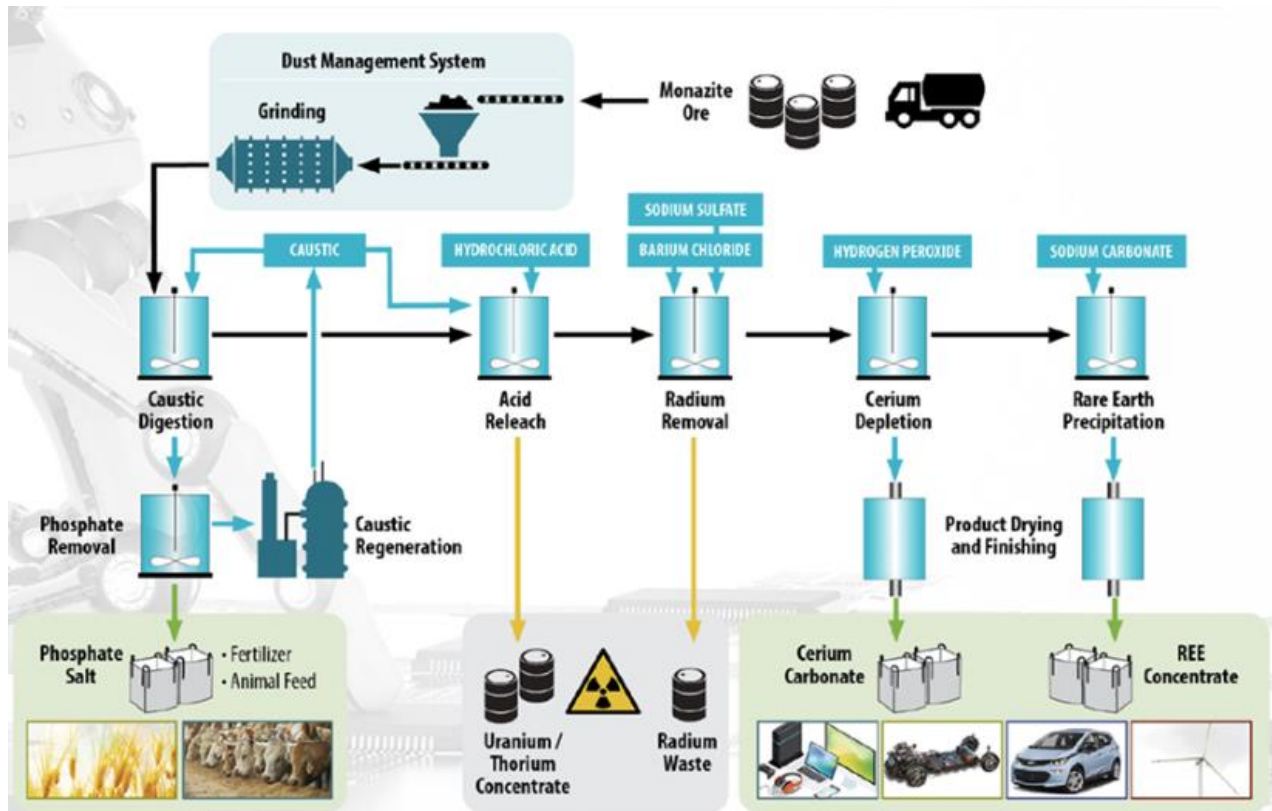 Dust Management System
Grinding
Monazite
Ore
SODIUM SULFATE
CAUSTIC
HYDROCHLORIC ACID
BARIUM CHLORIDE
HYDROGEN PEROXIDE
SODIUM CARBONATE
Caustic
Digestion
Acid
Releach
Radium
Removal
Cerium
Depletion
Rare Earth
Precipitation
Phosphate
Removal
Caustic
Regeneration
Product Drying
and Finishing
Phosphate
Salt
• Fertilizer
• Animal Feed
Uranium /
Thorium
Concentrate
Radium
Waste
Cerium
Carbonate
REE
Concentrate